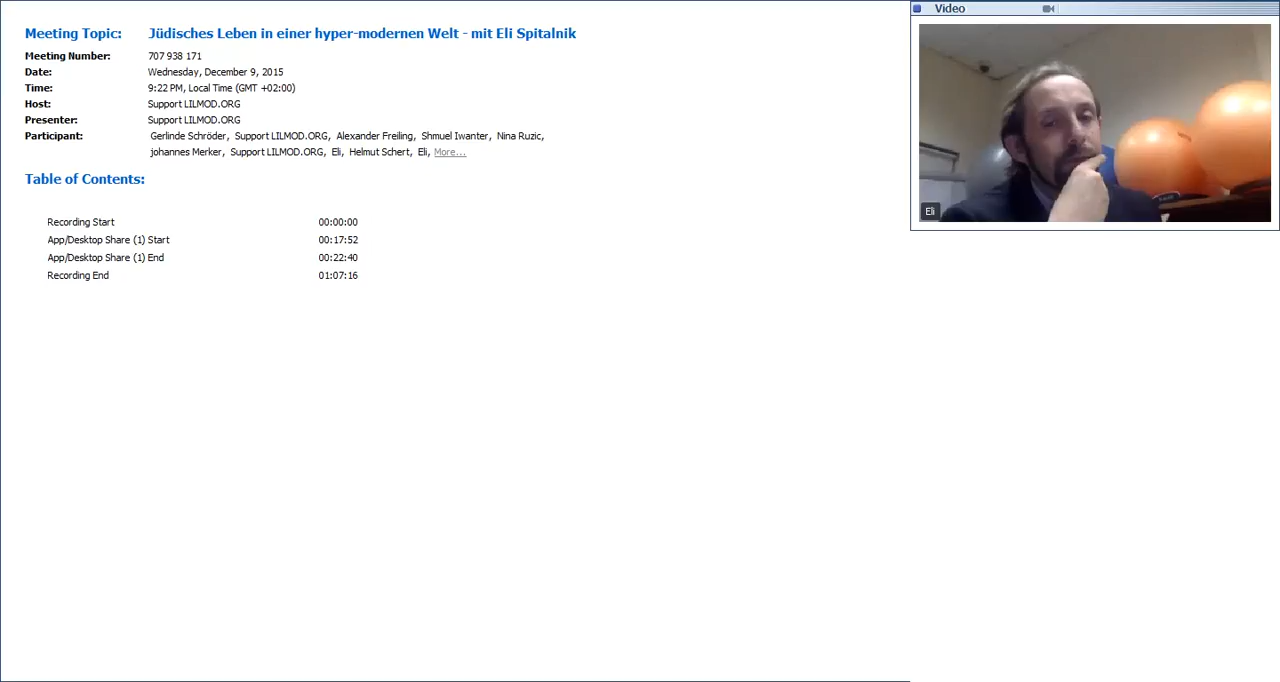 Meeting Topic: Jüdisches Leben in einer hyper-modernen Welt - mit Eli Spitalnik
Meeting Number: 707 938 171
Date: Wednesday, December 9, 2015
Time: 9:22 PM, Local Time (GMT +02:00)
Host: Support LILMOD.ORG
Presenter: Support LILMOD.ORG
Participant: Gerlinde Schröder, Support LILMOD.ORG, Alexander Freiling, Shmuel Iwanter, Nina Ruzic,
johannes Merker, Support LILMOD.ORG, Eli, Helmut Schert, Eli, More...
Table of Contents:
Recording Start 00:00:00
App/Desktop Share (1) Start 00:17:52
App/Desktop Share (1) End 00:22:40
Recording End 01:07:16
Video
Eli